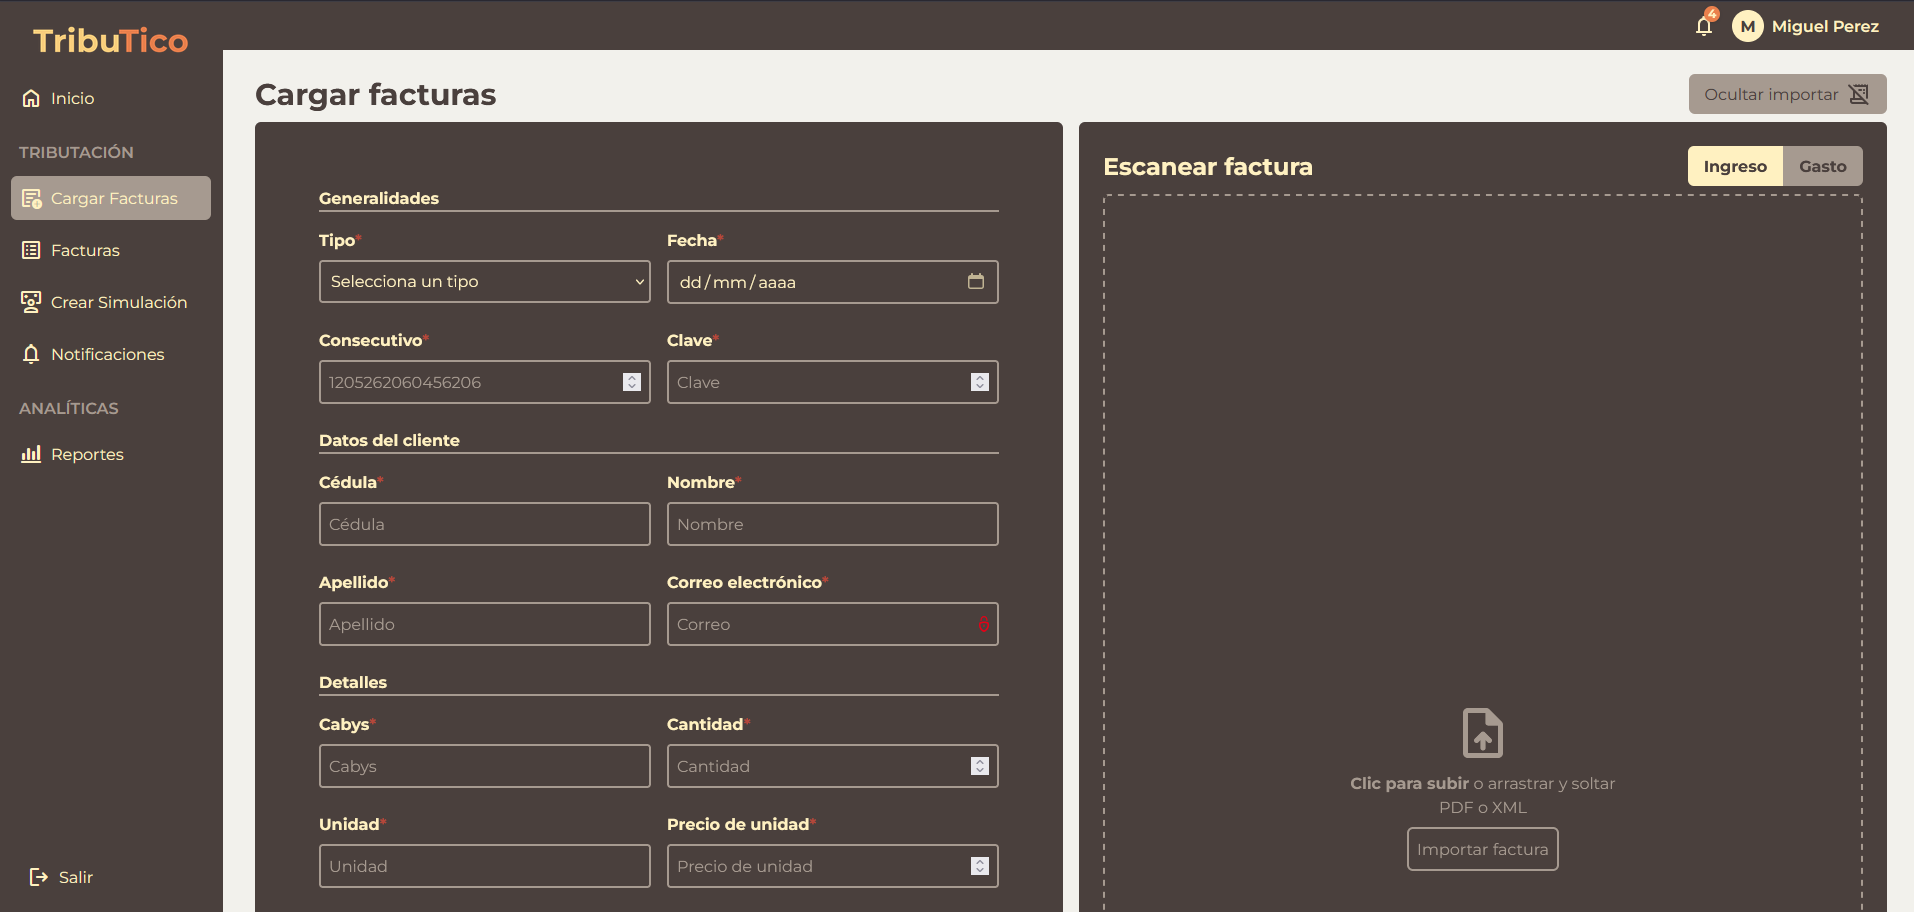 TribuTico
4
M
Miguel Perez
Inicio
TRIBUTACIÓN
Cargar Facturas
Facturas
Crear Simulación
Notificaciones
ANALÍTICAS
Reportes
Salir
Cargar facturas
Ocultar importar
Generalidades
Tipo*
Fecha*
Selecciona un tipo
dd/mm/aaaa
Consecutivo*
Clave*
1205262060456206
Clave
Datos del cliente
Cédula*
Nombre*
Cédula
Nombre
Apellido*
Correo electrónico*
Apellido
Correo
Detalles
Cabys*
Cantidad*
Cabys
Cantidad
Unidad*
Precio de unidad*
Unidad
Precio de unidad
Escanear factura
Ingreso
Gasto
Clic para subir o arrastrar y soltar
PDF o XML
Importar factura